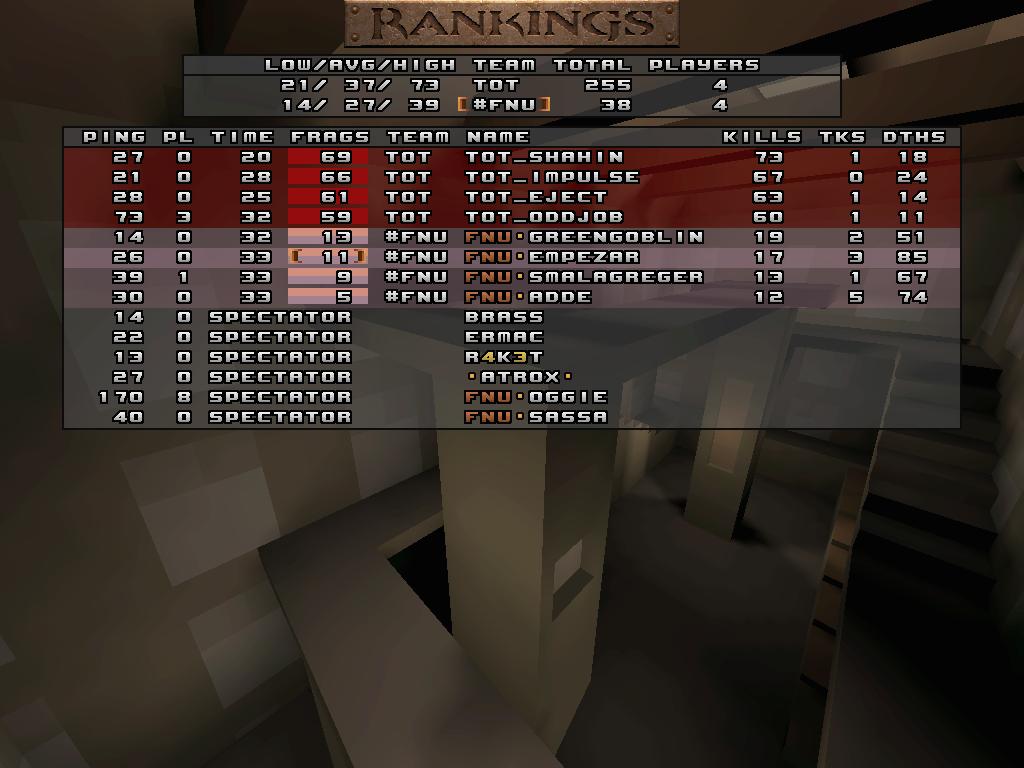 RANKINGS
LOW/AVG/HIGH TEAM TOTAL PLAYERS
21/ 37/ 73 TOT 255 4
14/ 27/ 39 [#FNU] 38 4
PING PL TIME FRAGS TEAM NAME KILLS TKS DTHS
27 0 20 69 TOT TOT_SHAHIN 73 1 18
21 0 28 66 TOT TOT_IMPULSE 67 0 24
28 0 25 61 TOT TOT_EJECT 63 1 14
73 3 32 59 TOT TOT_ODDJOB 60 1 11
14 0 32 13 #FNU FNU·GREENGOBLIN 19 2 51
26 0 33 [ 11] #FNU FNU·EMPEZAR 17 3 85
39 1 33 9 #FNU FNU·SMALAGREGER 13 1 67
30 0 33 5 #FNU FNU·ADDE 12 5 74
14 0 SPECTATOR BRASS
22 0 SPECTATOR ERMAC
13 0 SPECTATOR R4K3T
27 0 SPECTATOR ·ATROX·
170 8 SPECTATOR FNU·OGGIE
40 0 SPECTATOR FNU·SASSA